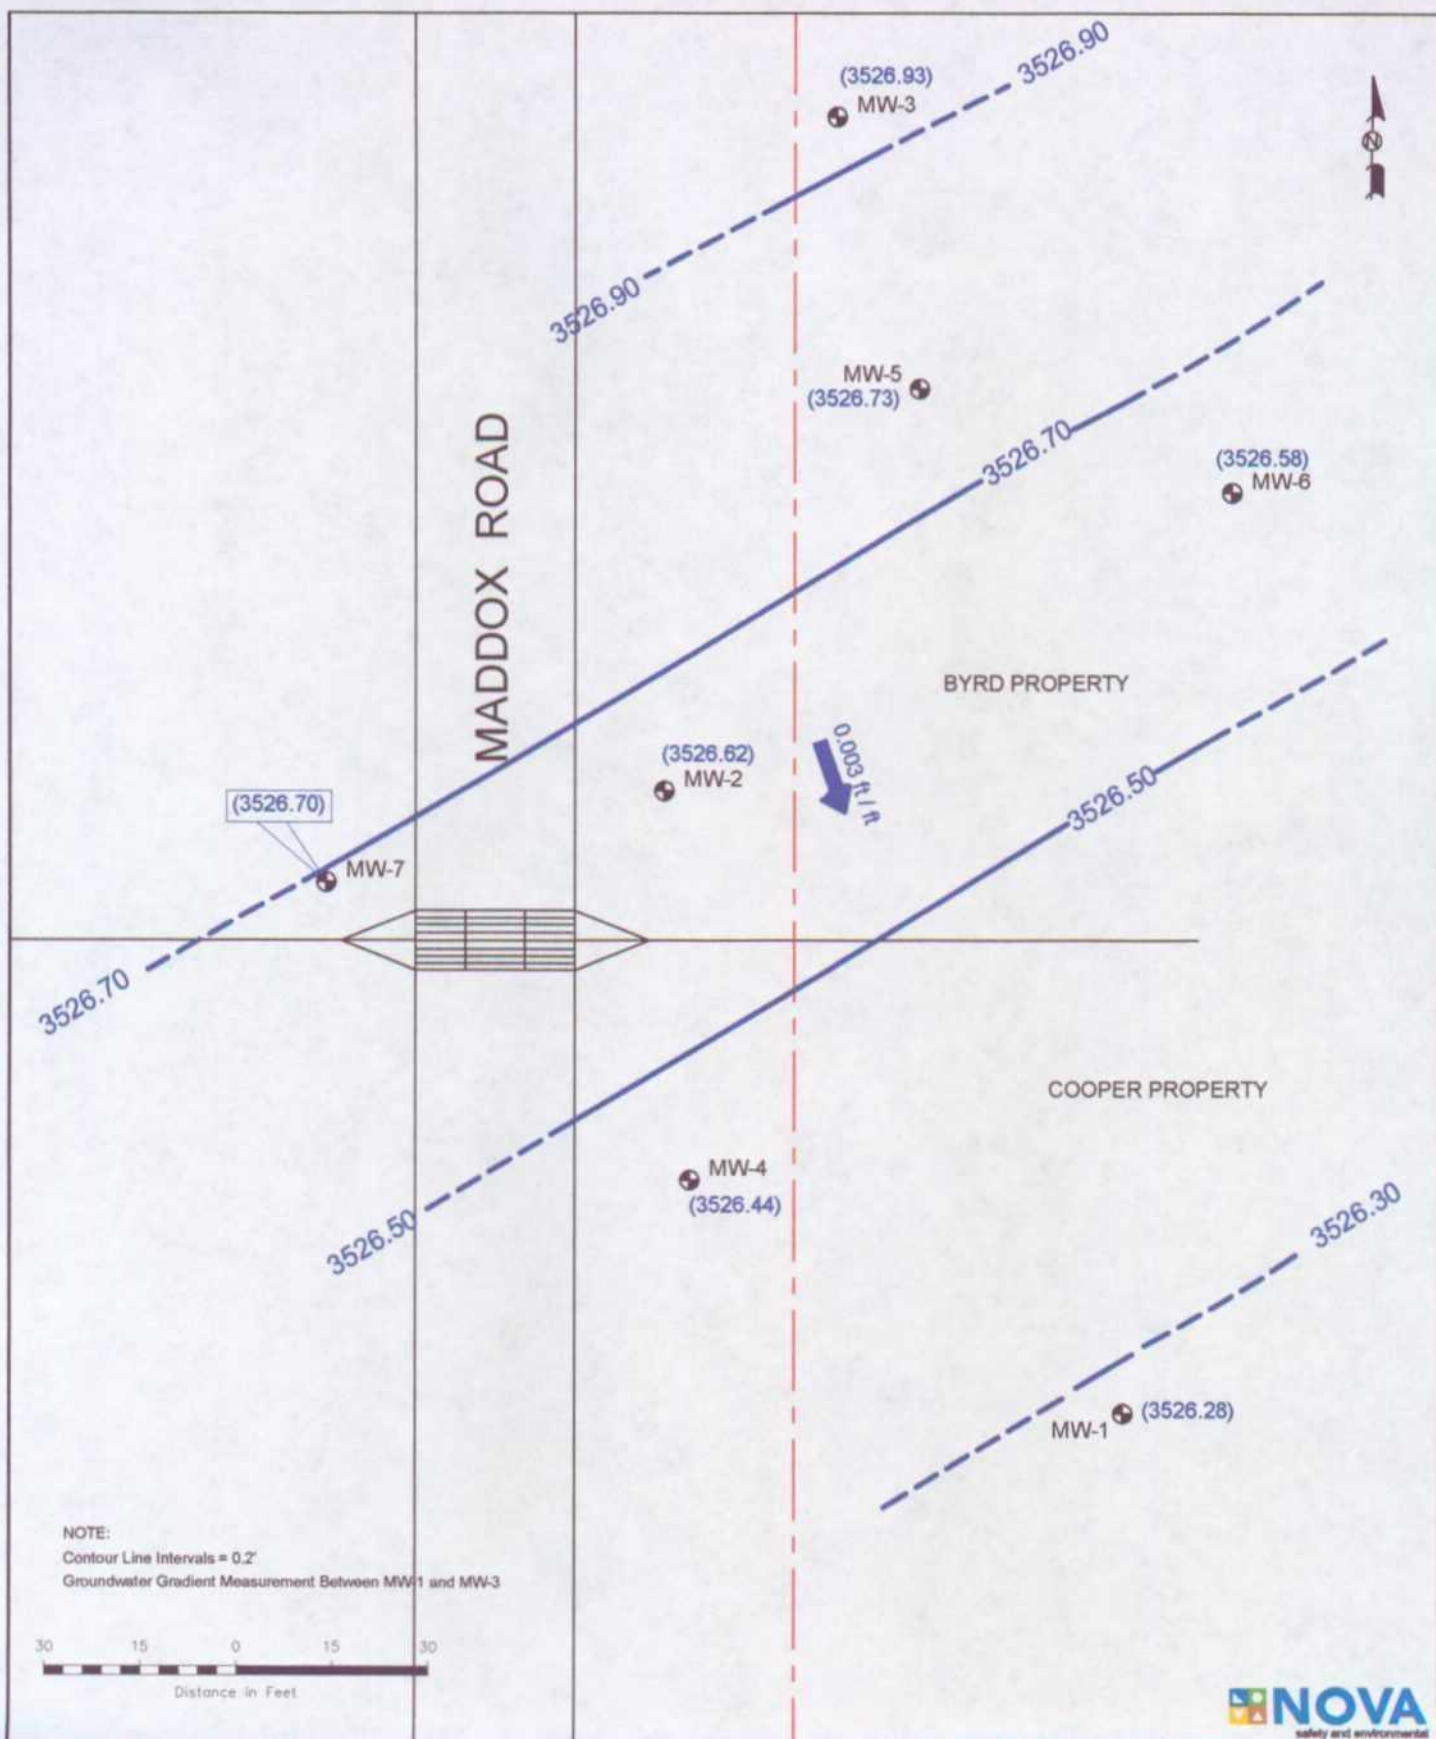 3526.90
(3526.93)
MW-3
N
3526.90
MW-5
(3526.73)
3526.70
(3526.58)
MW-6
MADDOX ROAD
BYRD PROPERTY
(3526.62)
MW-2
0.003 ft / ft
3526.50
(3526.70)
MW-7
3526.70
COOPER PROPERTY
MW-4
(3526.44)
3526.50
3526.30
MW-1 (3526.28)
NOTE:
Contour Line Intervals = 0.2'
Groundwater Gradient Measurement Between MW-1 and MW-3
30 15 0 15 30
Distance in Feet
NOVA
safety and environmental